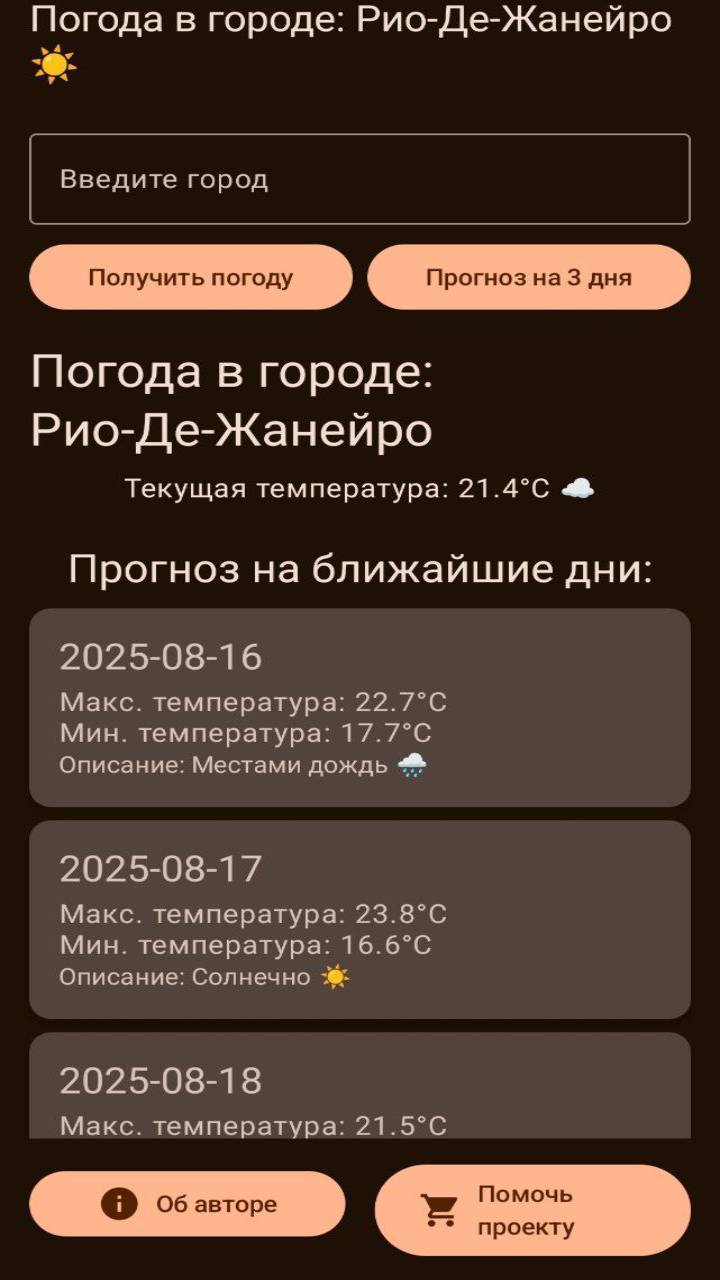 Погода в городе: Рио-Де-Жанейро
☀️
Введите город
Получить погоду
Прогноз на 3 дня
Погода в городе:
Рио-Де-Жанейро
Текущая температура: 21.4°C ☁️
Прогноз на ближайшие дни:
2025-08-16
Макс. температура: 22.7°C
Мин. температура: 17.7°C
Описание: Местами дождь 🌧️
2025-08-17
Макс. температура: 23.8°C
Мин. температура: 16.6°C
Описание: Солнечно ☀️
2025-08-18
Макс. температура: 21.5°C
Об авторе
Помочь
проекту